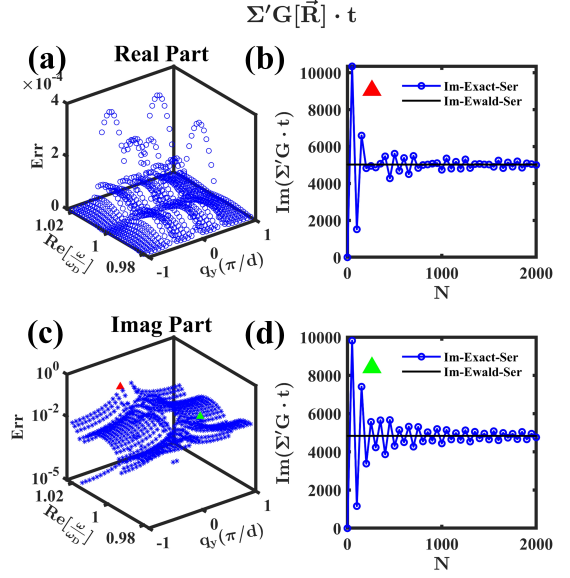 Σ′G[R⃗] · t
(a) Real Part
×10⁻⁴
4
2
0
Err
1.02
1
0.98
Re[ω/ω_D]
-1
0
1
q_y(π/d)
(b)
10000
8000
6000
4000
2000
0
Im(Σ′G · t)
Im-Exact-Ser
Im-Ewald-Ser
0 1000 2000
N
(c) Imag Part
10⁰
10⁻²
10⁻⁵
Err
1.02
1
0.98
Re[ω/ω_D]
-1
0
1
q_y(π/d)
(d)
10000
8000
6000
4000
2000
0
Im(Σ′G · t)
Im-Exact-Ser
Im-Ewald-Ser
0 1000 2000
N